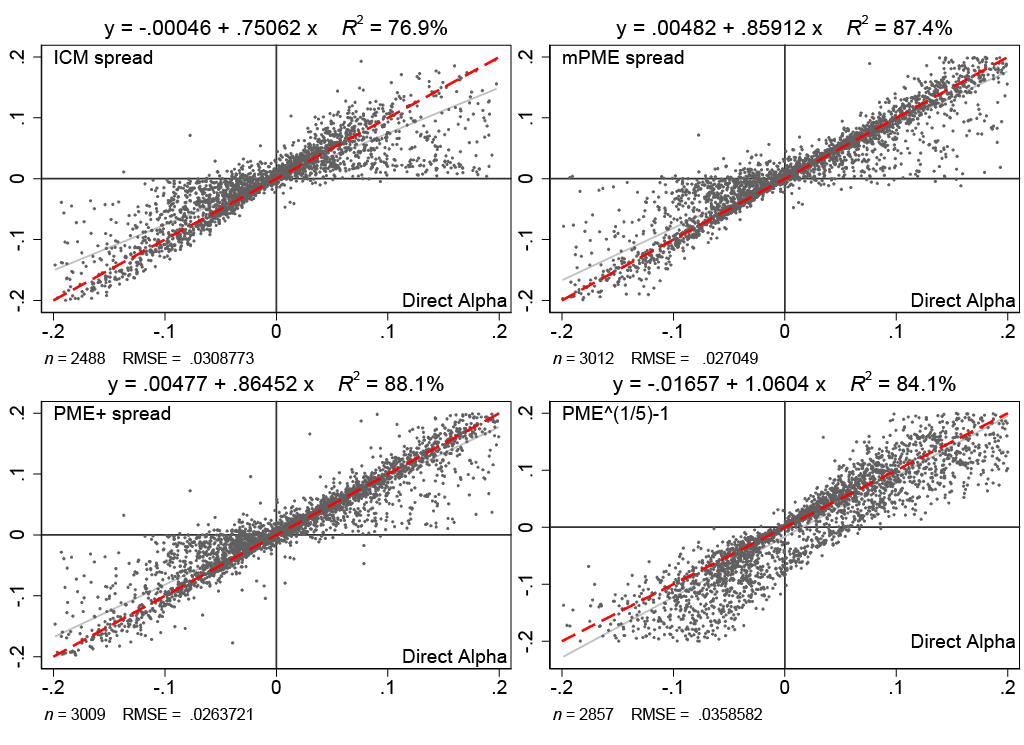 y = -.00046 + .75062 x R² = 76.9%
ICM spread
.2
.1
0
-.1
-.2
Direct Alpha
-.2 -.1 0 .1 .2
n = 2488 RMSE = .0308773
y = .00482 + .85912 x R² = 87.4%
mPME spread
.2
.1
0
-.1
-.2
Direct Alpha
-.2 -.1 0 .1 .2
n = 3012 RMSE = .027049
y = .00477 + .86452 x R² = 88.1%
PME+ spread
.2
.1
0
-.1
-.2
Direct Alpha
-.2 -.1 0 .1 .2
n = 3009 RMSE = .0263721
y = -.01657 + 1.0604 x R² = 84.1%
PME^(1/5)-1
.2
.1
0
-.1
-.2
Direct Alpha
-.2 -.1 0 .1 .2
n = 2857 RMSE = .0358582